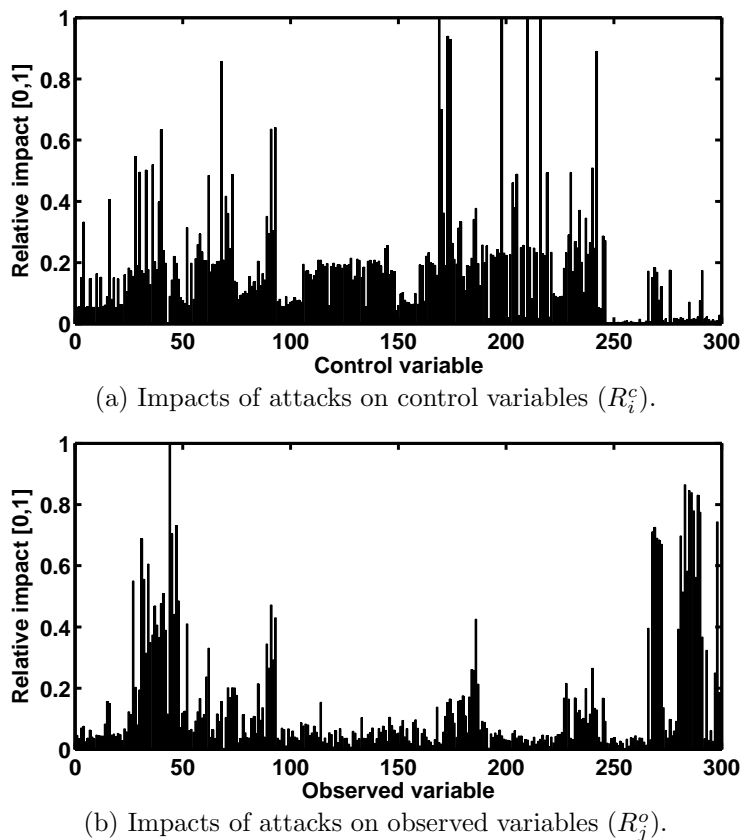 1
0.8
0.6
0.4
0.2
0
Relative impact [0,1]
0 50 100 150 200 250 300
Control variable
(a) Impacts of attacks on control variables (R_i^c).
1
0.8
0.6
0.4
0.2
0
Relative impact [0,1]
0 50 100 150 200 250 300
Observed variable
(b) Impacts of attacks on observed variables (R_j^o).